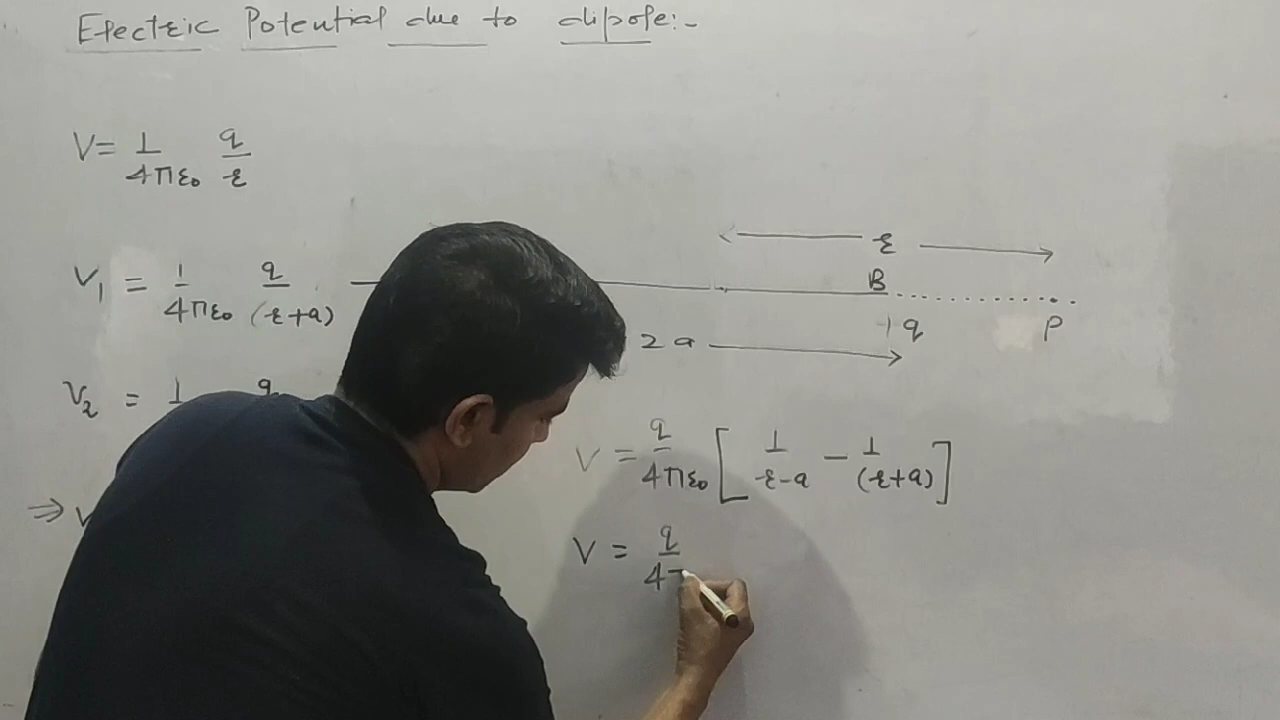 Electric Potential due to dipole:-
V = 1/4πε₀ q/r
r
B
V₁ = 1/4πε₀ q/(r+a)
+q P
2a
V₂ = 1 q
V = q/4πε₀ [1/r-a - 1/(r+a)]
⇒ V
V = q/4